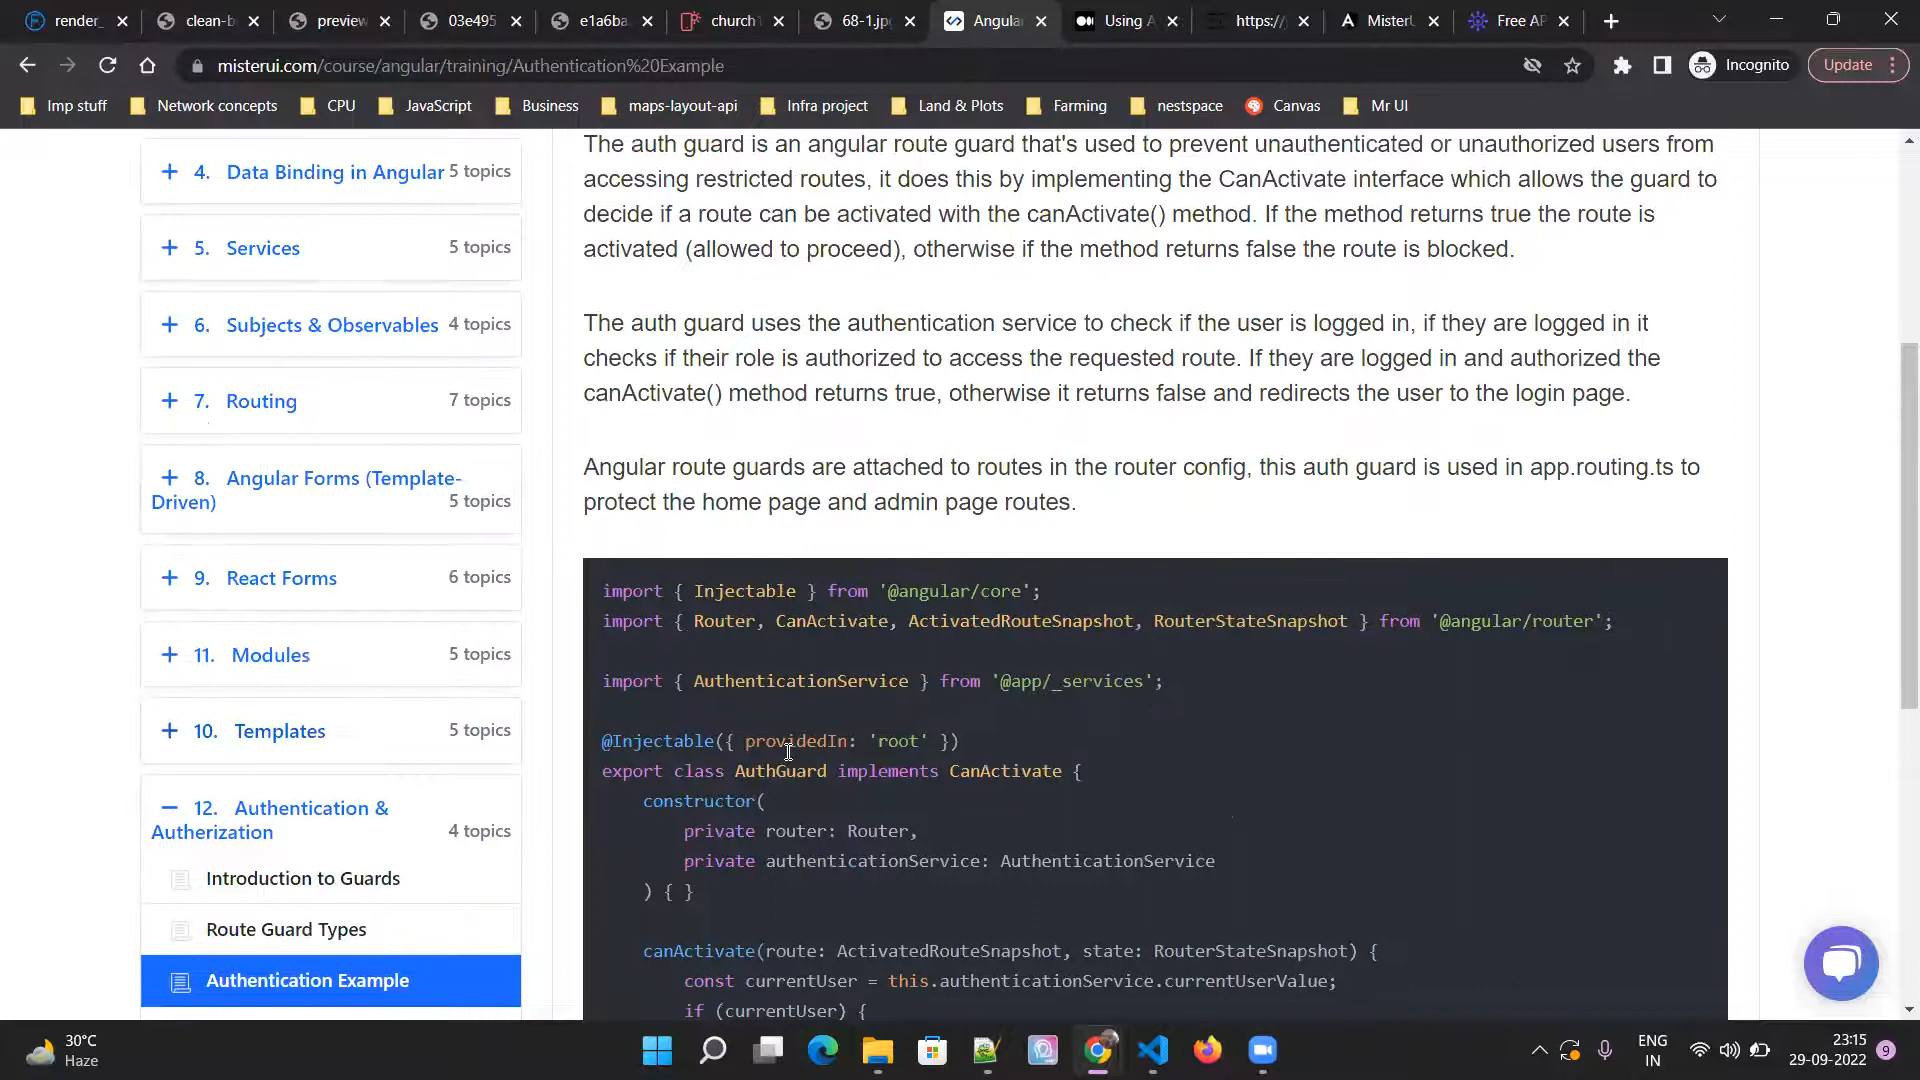 render_
clean-b
preview
03e495
e1a6ba
church
68-1.jp
Angular
Using A
https://
MisterU
Free AP
misterui.com/course/angular/training/Authentication%20Example
Incognito
Update
Imp stuff
Network concepts
CPU
JavaScript
Business
maps-layout-api
Infra project
Land & Plots
Farming
nestspace
Canvas
Mr UI
+ 4. Data Binding in Angular 5 topics
+ 5. Services 5 topics
+ 6. Subjects & Observables 4 topics
+ 7. Routing 7 topics
+ 8. Angular Forms (Template-
Driven) 5 topics
+ 9. React Forms 6 topics
+ 11. Modules 5 topics
+ 10. Templates 5 topics
− 12. Authentication &
Autherization 4 topics
Introduction to Guards
Route Guard Types
Authentication Example
The auth guard is an angular route guard that's used to prevent unauthenticated or unauthorized users from
accessing restricted routes, it does this by implementing the CanActivate interface which allows the guard to
decide if a route can be activated with the canActivate() method. If the method returns true the route is
activated (allowed to proceed), otherwise if the method returns false the route is blocked.
The auth guard uses the authentication service to check if the user is logged in, if they are logged in it
checks if their role is authorized to access the requested route. If they are logged in and authorized the
canActivate() method returns true, otherwise it returns false and redirects the user to the login page.
Angular route guards are attached to routes in the router config, this auth guard is used in app.routing.ts to
protect the home page and admin page routes.
import { Injectable } from '@angular/core';
import { Router, CanActivate, ActivatedRouteSnapshot, RouterStateSnapshot } from '@angular/router';
import { AuthenticationService } from '@app/_services';
@Injectable({ providedIn: 'root' })
export class AuthGuard implements CanActivate {
constructor(
private router: Router,
private authenticationService: AuthenticationService
) { }
canActivate(route: ActivatedRouteSnapshot, state: RouterStateSnapshot) {
const currentUser = this.authenticationService.currentUserValue;
if (currentUser) {
30°C
Haze
ENG
IN
23:15
29-09-2022
9